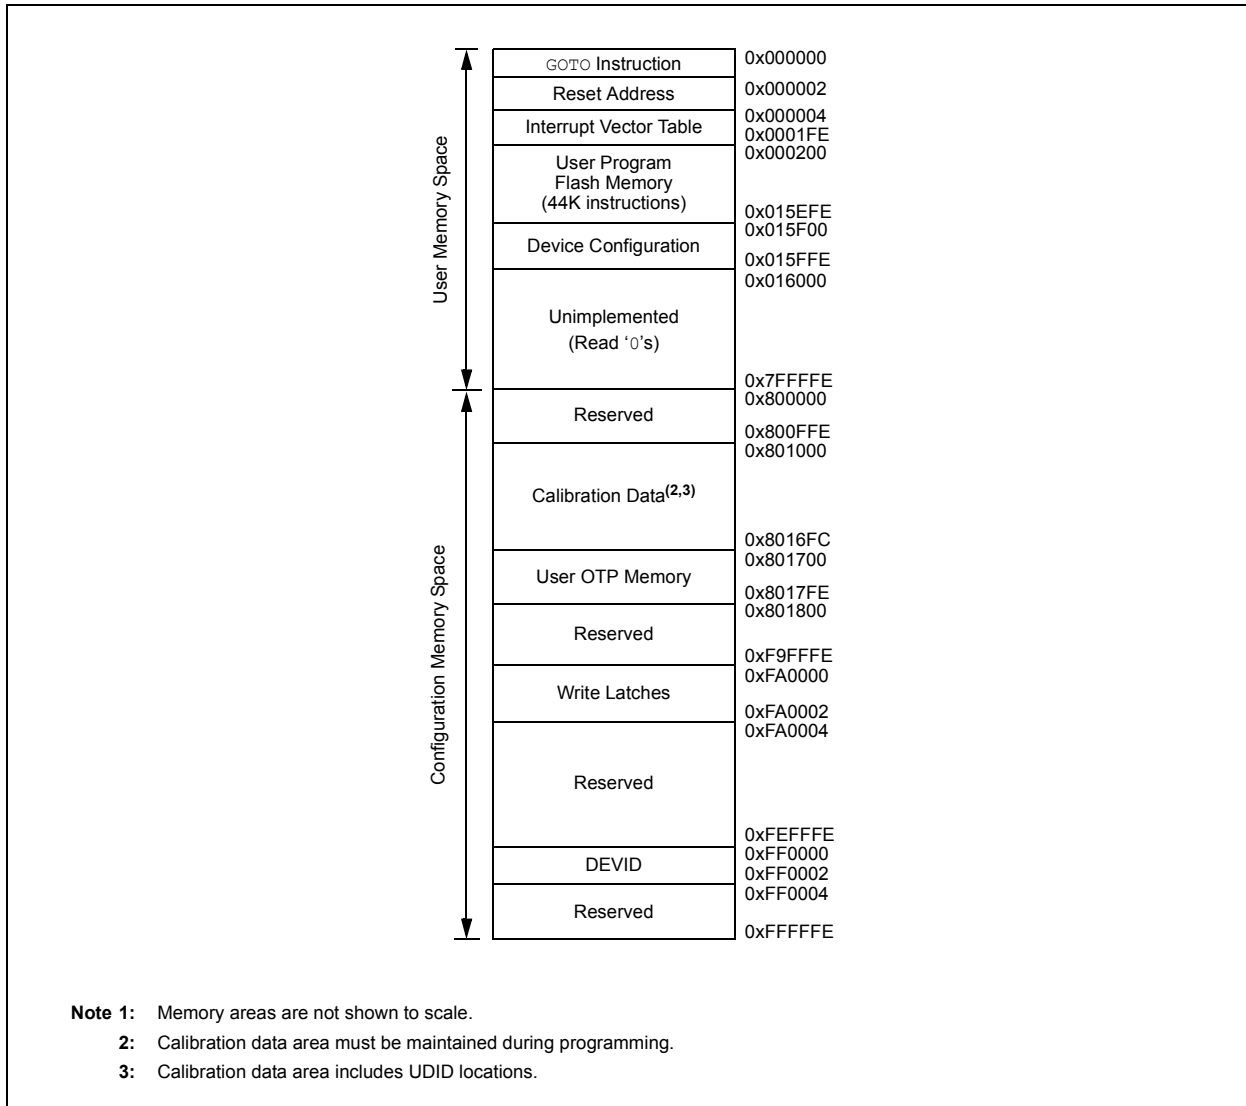 User Memory Space
GOTO Instruction
0x000000
Reset Address
0x000002
Interrupt Vector Table
0x000004
0x0001FE
User Program
Flash Memory
(44K instructions)
0x000200
0x015EFE
Device Configuration
0x015F00
0x015FFE
Unimplemented
(Read ‘0’s)
0x016000
0x7FFFFE
Configuration Memory Space
Reserved
0x800000
0x800FFE
Calibration Data(2,3)
0x801000
0x8016FC
User OTP Memory
0x801700
0x8017FE
Reserved
0x801800
0xF9FFFE
Write Latches
0xFA0000
0xFA0002
Reserved
0xFA0004
0xFEFFFE
DEVID
0xFF0000
0xFF0002
Reserved
0xFF0004
0xFFFFFE
Note 1: Memory areas are not shown to scale.
2: Calibration data area must be maintained during programming.
3: Calibration data area includes UDID locations.